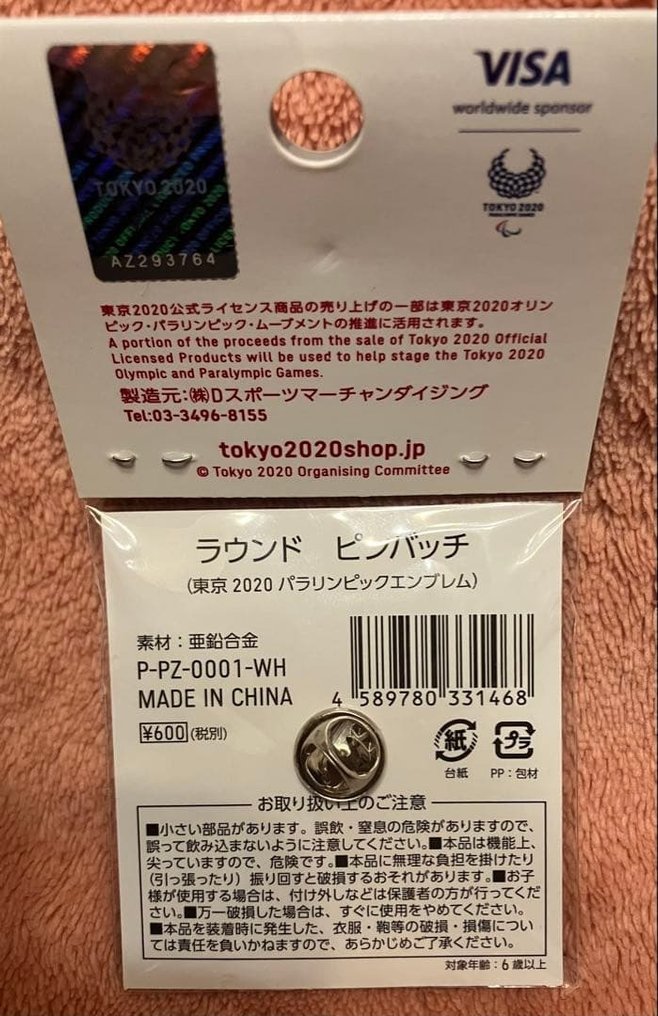 TOKYO 2020
AZ293764
VISA
worldwide sponsor
TOKYO 2020
PARALYMPIC GAMES
東京2020公式ライセンス商品の売り上げの一部は東京2020オリン
ピック・パラリンピック・ムーブメントの推進に活用されます。
A portion of the proceeds from the sale of Tokyo 2020 Official
Licensed Products will be used to help stage the Tokyo 2020
Olympic and Paralympic Games.
製造元:㈱Dスポーツマーチャンダイジング
Tel:03-3496-8155
tokyo2020shop.jp
© Tokyo 2020 Organising Committee
ラウンド ピンバッチ
(東京2020パラリンピックエンブレム)
素材:亜鉛合金
P-PZ-0001-WH
MADE IN CHINA
¥600(税別)
4 589780 331468
紙
台紙
プラ
PP:包材
お取り扱い上のご注意
■小さい部品があります。誤飲・窒息の危険がありますので、
誤って飲み込まないように注意してください。■本品は機能上、
尖っていますので、危険です。■本品に無理な負担を掛けたり
(引っ張ったり) 振り回すと破損するおそれがあります。■お子
様が使用する場合は、付け外しなどは保護者の方が行ってくだ
さい。■万一破損した場合は、すぐに使用をやめてください。
■本品を装着時に発生した、衣服・鞄等の破損・損傷につい
ては責任を負いかねますので、あらかじめご了承ください。
対象年齢:6歳以上